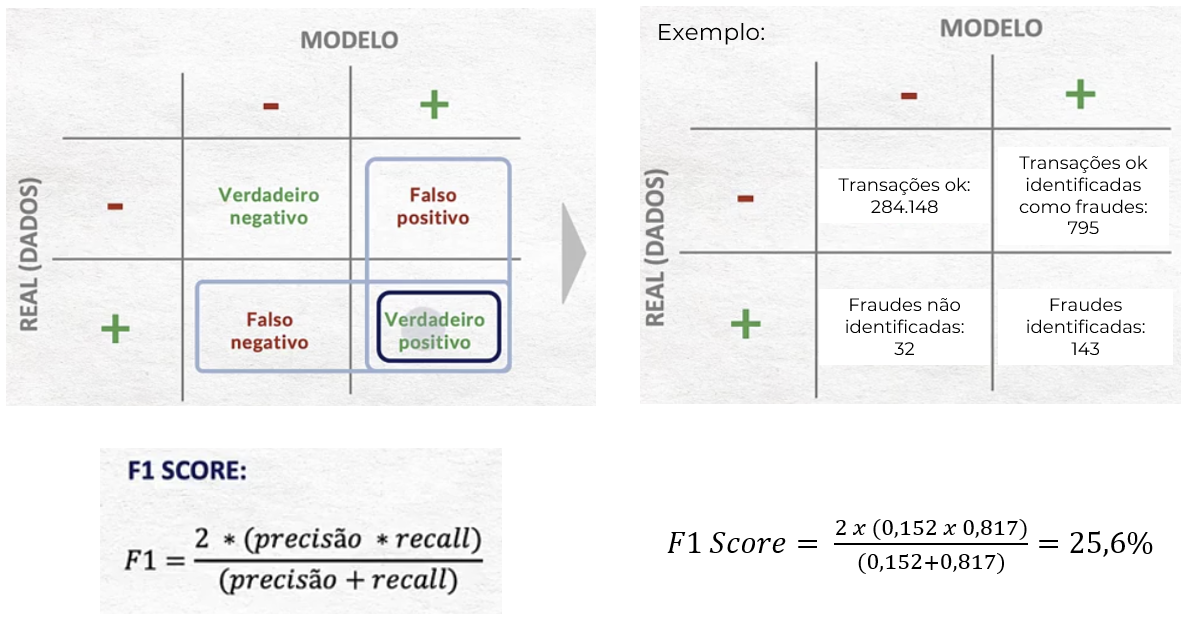 MODELO
-
+
REAL (DADOS)
-
Verdadeiro
negativo
Falso
positivo
+
Falso
negativo
Verdadeiro
positivo
Exemplo:
MODELO
-
+
REAL (DADOS)
-
Transações ok:
284.148
Transações ok
identificadas
como fraudes:
795
+
Fraudes não
identificadas:
32
Fraudes
identificadas:
143
F1 SCORE:
F1 = 2 * (precisão * recall) / (precisão + recall)
F1 Score = 2 x (0,152 x 0,817) / (0,152+0,817) = 25,6%